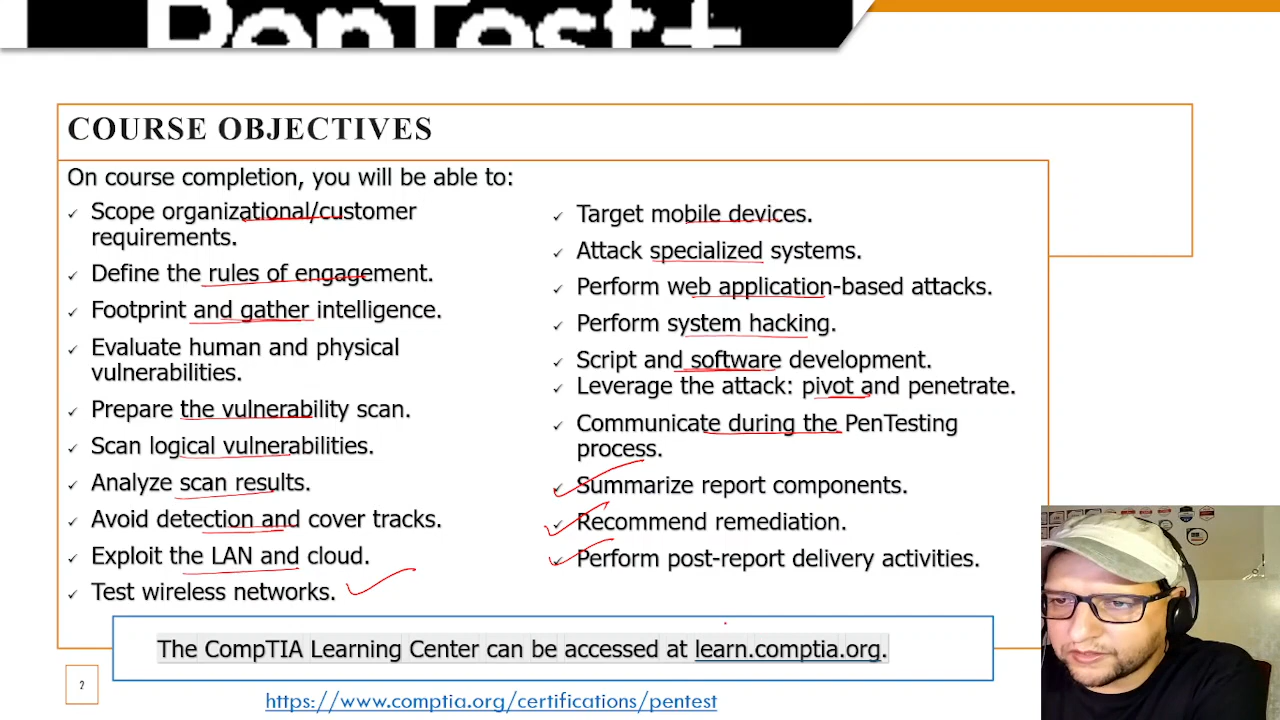 PenTest+
COURSE OBJECTIVES
On course completion, you will be able to:
Scope organizational/customer
requirements.
Define the rules of engagement.
Footprint and gather intelligence.
Evaluate human and physical
vulnerabilities.
Prepare the vulnerability scan.
Scan logical vulnerabilities.
Analyze scan results.
Avoid detection and cover tracks.
Exploit the LAN and cloud.
Test wireless networks.
Target mobile devices.
Attack specialized systems.
Perform web application-based attacks.
Perform system hacking.
Script and software development.
Leverage the attack: pivot and penetrate.
Communicate during the PenTesting
process.
Summarize report components.
Recommend remediation.
Perform post-report delivery activities.
The CompTIA Learning Center can be accessed at learn.comptia.org.
https://www.comptia.org/certifications/pentest